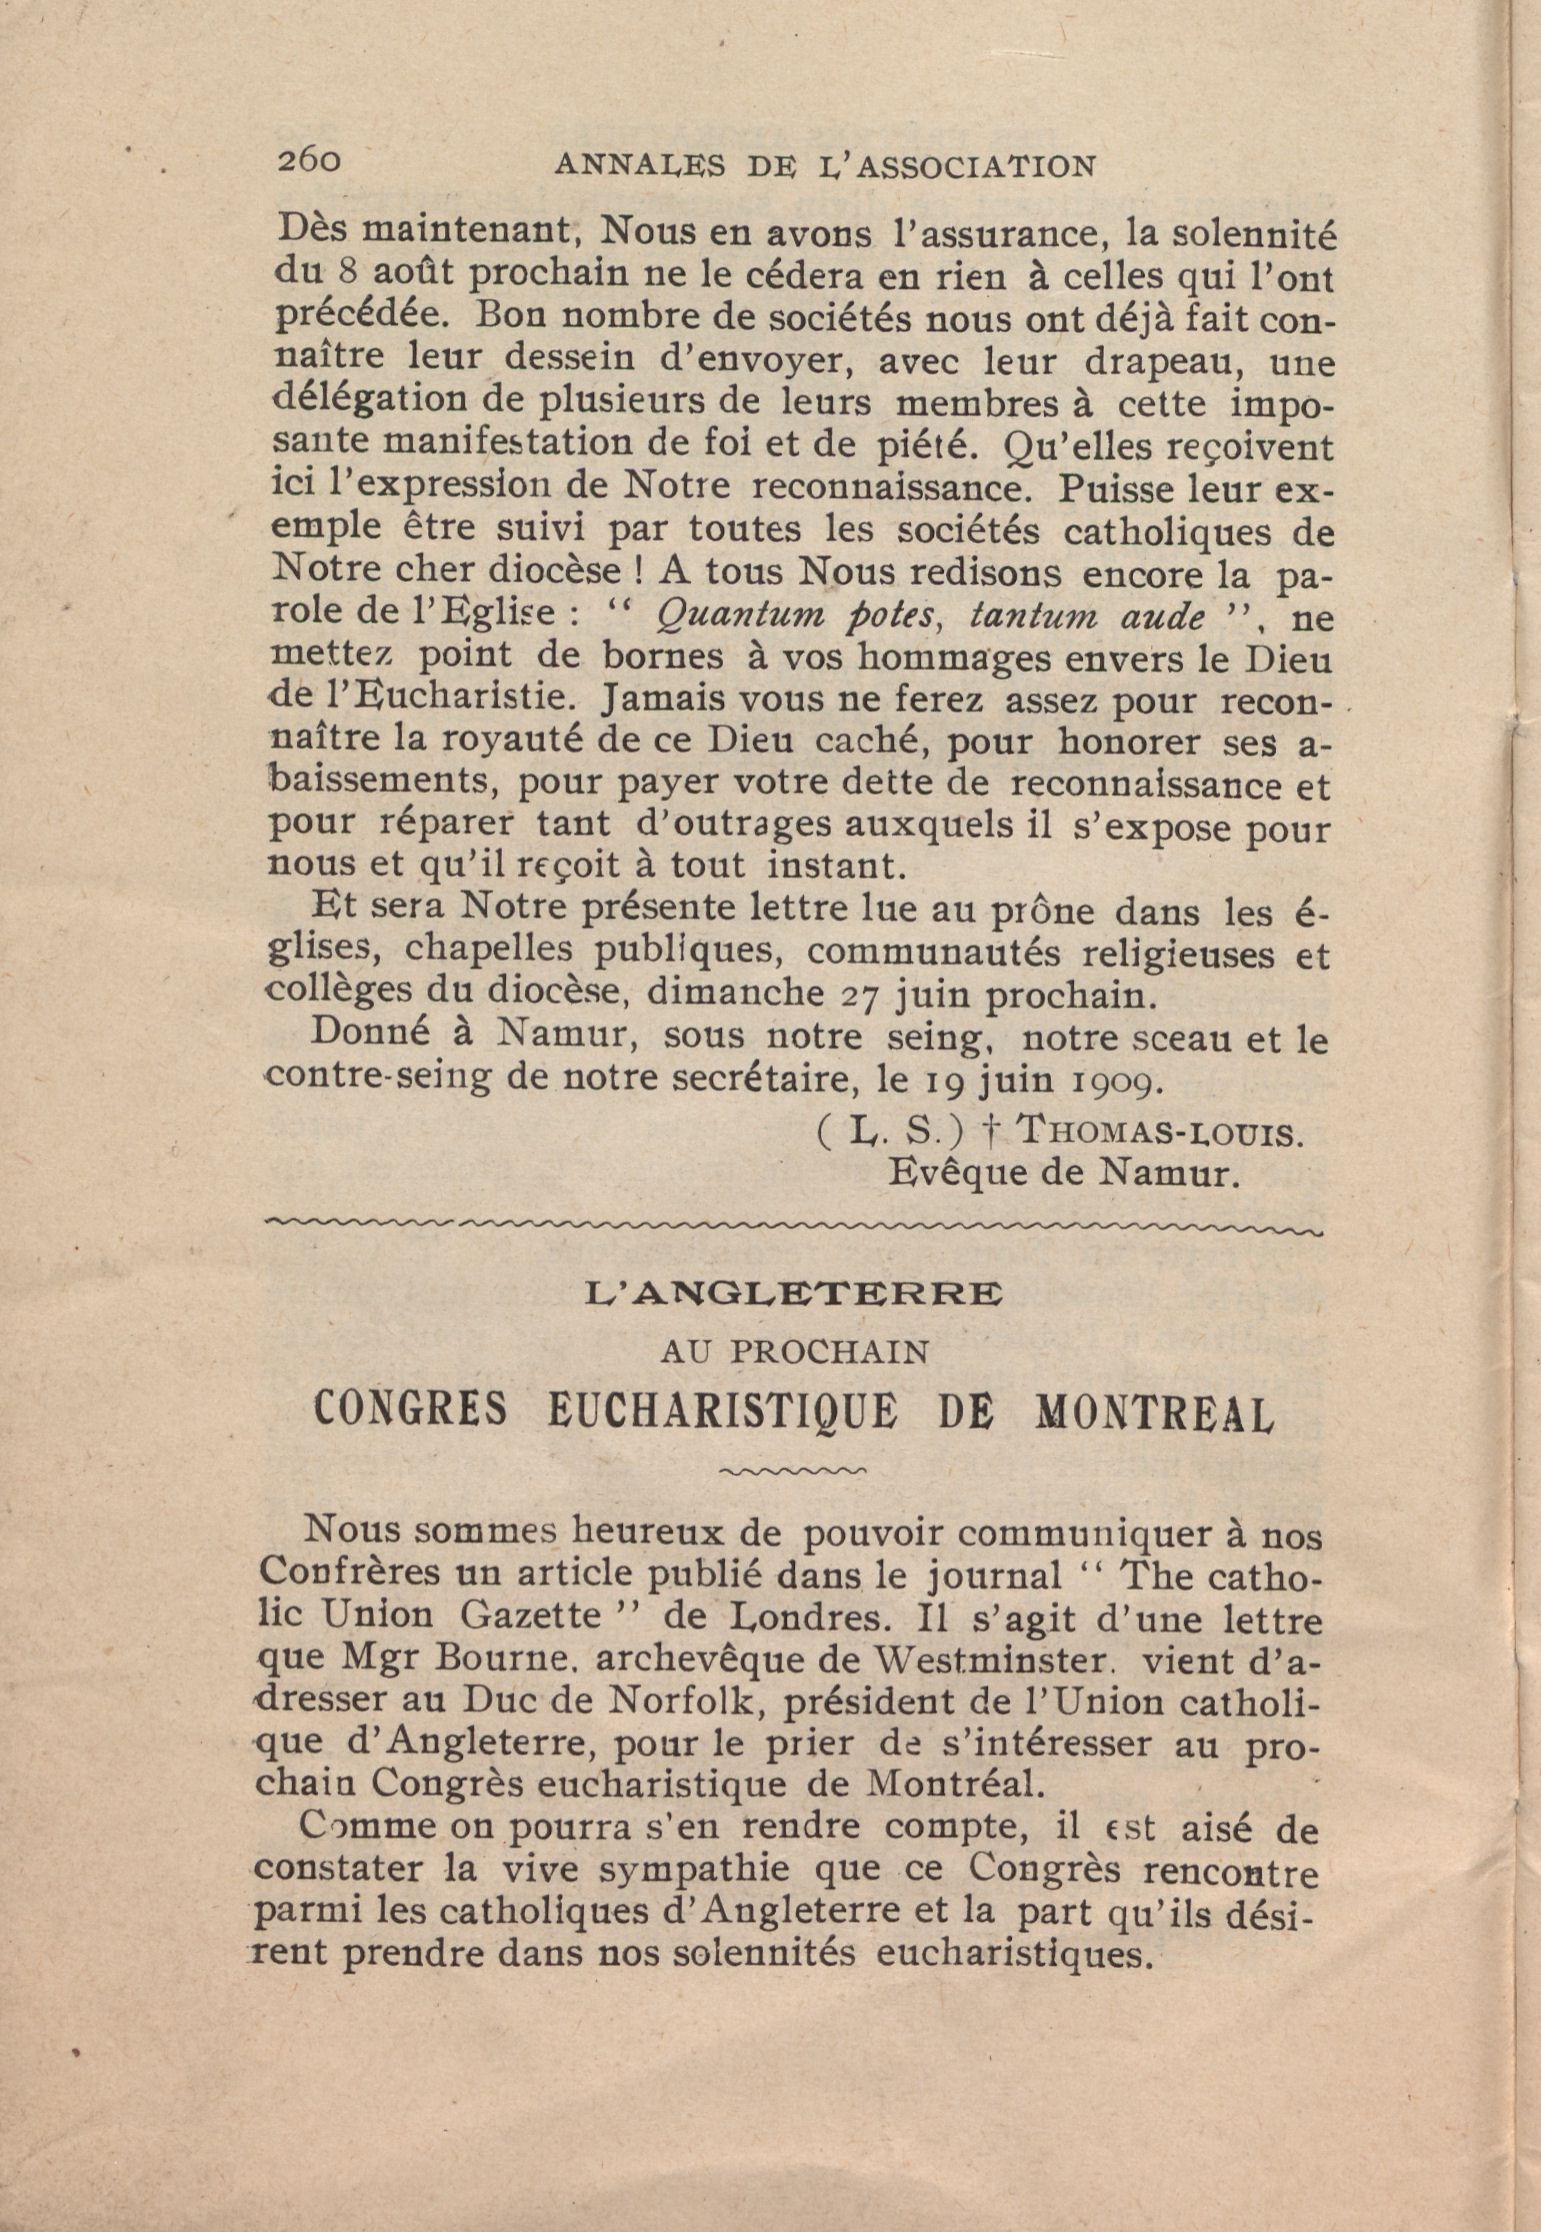 260 ANNALES DE L'ASSOCIATION
Dès maintenant, Nous en avons l'assurance, la solennité
du 8 août prochain ne le cédera en rien à celles qui l'ont
précédée. Bon nombre de sociétés nous ont déjà fait con-
naître leur dessein d'envoyer, avec leur drapeau, une
délégation de plusieurs de leurs membres à cette impo-
sante manifestation de foi et de piété. Qu'elles reçoivent
ici l'expression de Notre reconnaissance. Puisse leur ex-
emple être suivi par toutes les sociétés catholiques de
Notre cher diocèse ! A tous Nous redisons encore la pa-
role de l'Eglise : “ Quantum potes, tantum aude ”, ne
mettez point de bornes à vos hommages envers le Dieu
de l'Eucharistie. Jamais vous ne ferez assez pour recon-
naître la royauté de ce Dieu caché, pour honorer ses a-
baissements, pour payer votre dette de reconnaissance et
pour réparer tant d'outrages auxquels il s'expose pour
nous et qu'il reçoit à tout instant.
Et sera Notre présente lettre lue au prône dans les é-
glises, chapelles publiques, communautés religieuses et
collèges du diocèse, dimanche 27 juin prochain.
Donné à Namur, sous notre seing, notre sceau et le
contre-seing de notre secrétaire, le 19 juin 1909.
( L. S.) † THOMAS-LOUIS.
Evêque de Namur.
L'ANGLETERRE
AU PROCHAIN
CONGRES EUCHARISTIQUE DE MONTREAL
Nous sommes heureux de pouvoir communiquer à nos
Confrères un article publié dans le journal “ The catho-
lic Union Gazette ” de Londres. Il s'agit d'une lettre
que Mgr Bourne. archevêque de Westminster. vient d'a-
dresser au Duc de Norfolk, président de l'Union catholi-
que d'Angleterre, pour le prier de s'intéresser au pro-
chain Congrès eucharistique de Montréal.
Comme on pourra s'en rendre compte, il est aisé de
constater la vive sympathie que ce Congrès rencontre
parmi les catholiques d'Angleterre et la part qu'ils dési-
rent prendre dans nos solennités eucharistiques.